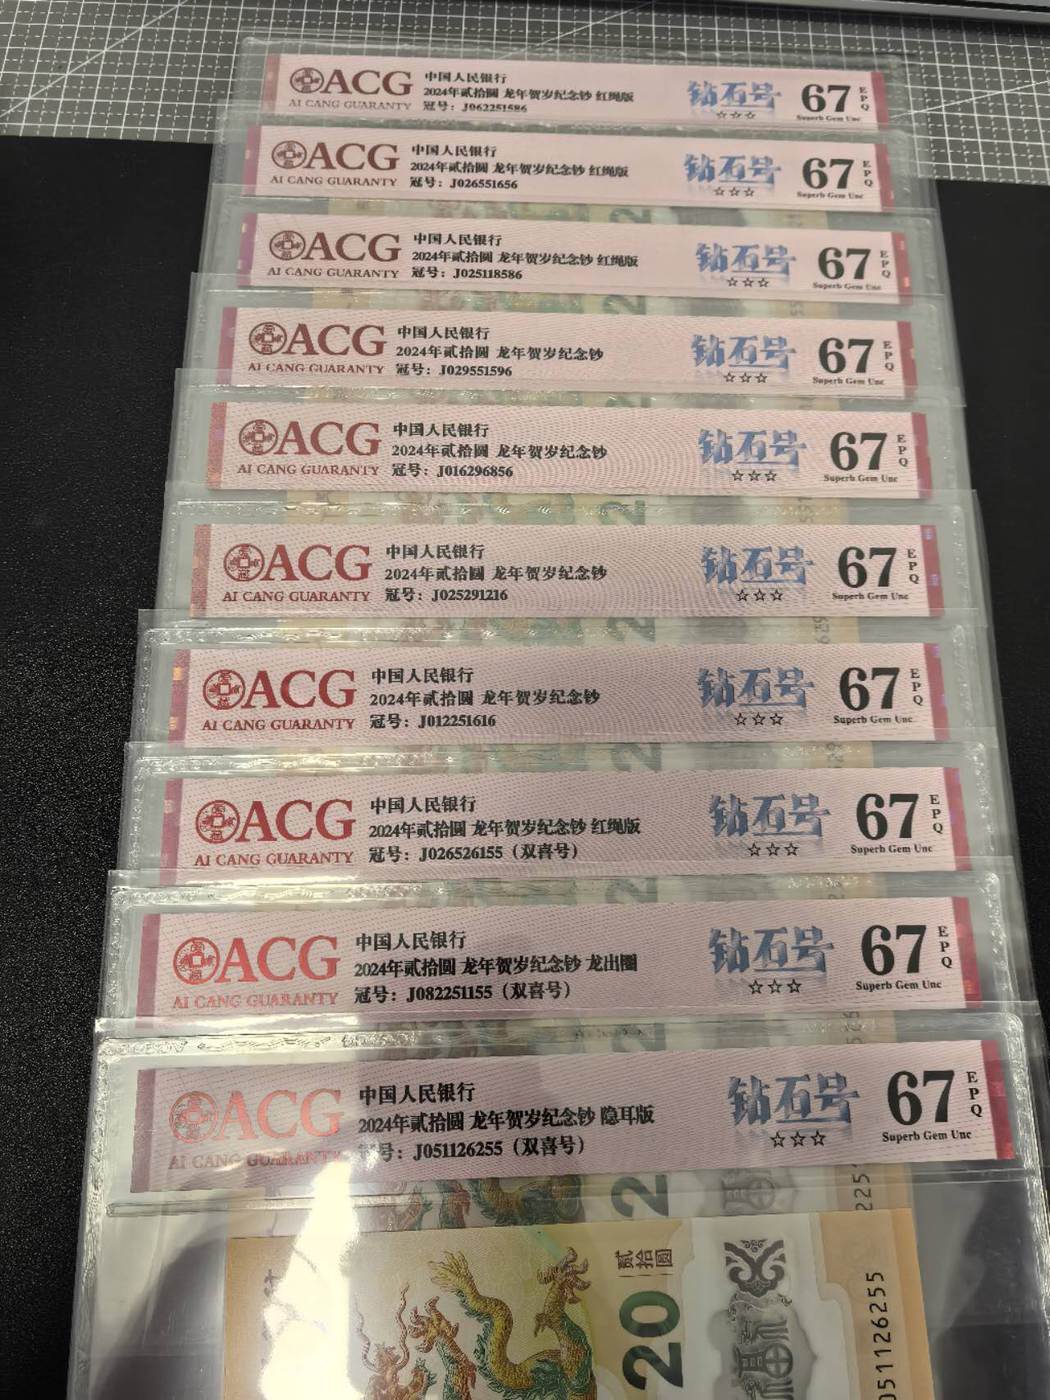 ACG
AI CANG GUARANTY
中国人民银行
2024年贰拾圆 龙年贺岁纪念钞 红绳版
冠号：J062251586
钻石号
☆☆☆
67
EPQ
Superb Gem Unc
ACG
AI CANG GUARANTY
中国人民银行
2024年贰拾圆 龙年贺岁纪念钞 红绳版
冠号：J026551656
钻石号
☆☆☆
67
EPQ
Superb Gem Unc
ACG
AI CANG GUARANTY
中国人民银行
2024年贰拾圆 龙年贺岁纪念钞 红绳版
冠号：J025118586
钻石号
☆☆☆
67
EPQ
Superb Gem Unc
ACG
AI CANG GUARANTY
中国人民银行
2024年贰拾圆 龙年贺岁纪念钞
冠号：J029551596
钻石号
☆☆☆
67
EPQ
Superb Gem Unc
ACG
AI CANG GUARANTY
中国人民银行
2024年贰拾圆 龙年贺岁纪念钞
冠号：J016296856
钻石号
☆☆☆
67
EPQ
Superb Gem Unc
ACG
AI CANG GUARANTY
中国人民银行
2024年贰拾圆 龙年贺岁纪念钞
冠号：J025291216
钻石号
☆☆☆
67
EPQ
Superb Gem Unc
ACG
AI CANG GUARANTY
中国人民银行
2024年贰拾圆 龙年贺岁纪念钞
冠号：J012251616
钻石号
☆☆☆
67
EPQ
Superb Gem Unc
ACG
AI CANG GUARANTY
中国人民银行
2024年贰拾圆 龙年贺岁纪念钞 红绳版
冠号：J026526155（双喜号）
钻石号
☆☆☆
67
EPQ
Superb Gem Unc
ACG
AI CANG GUARANTY
中国人民银行
2024年贰拾圆 龙年贺岁纪念钞 龙出圈
冠号：J082251155（双喜号）
钻石号
☆☆☆
67
EPQ
Superb Gem Unc
ACG
AI CANG GUARANTY
中国人民银行
2024年贰拾圆 龙年贺岁纪念钞 隐耳版
冠号：J051126255（双喜号）
钻石号
☆☆☆
67
EPQ
Superb Gem Unc
贰拾圆
20
051126255